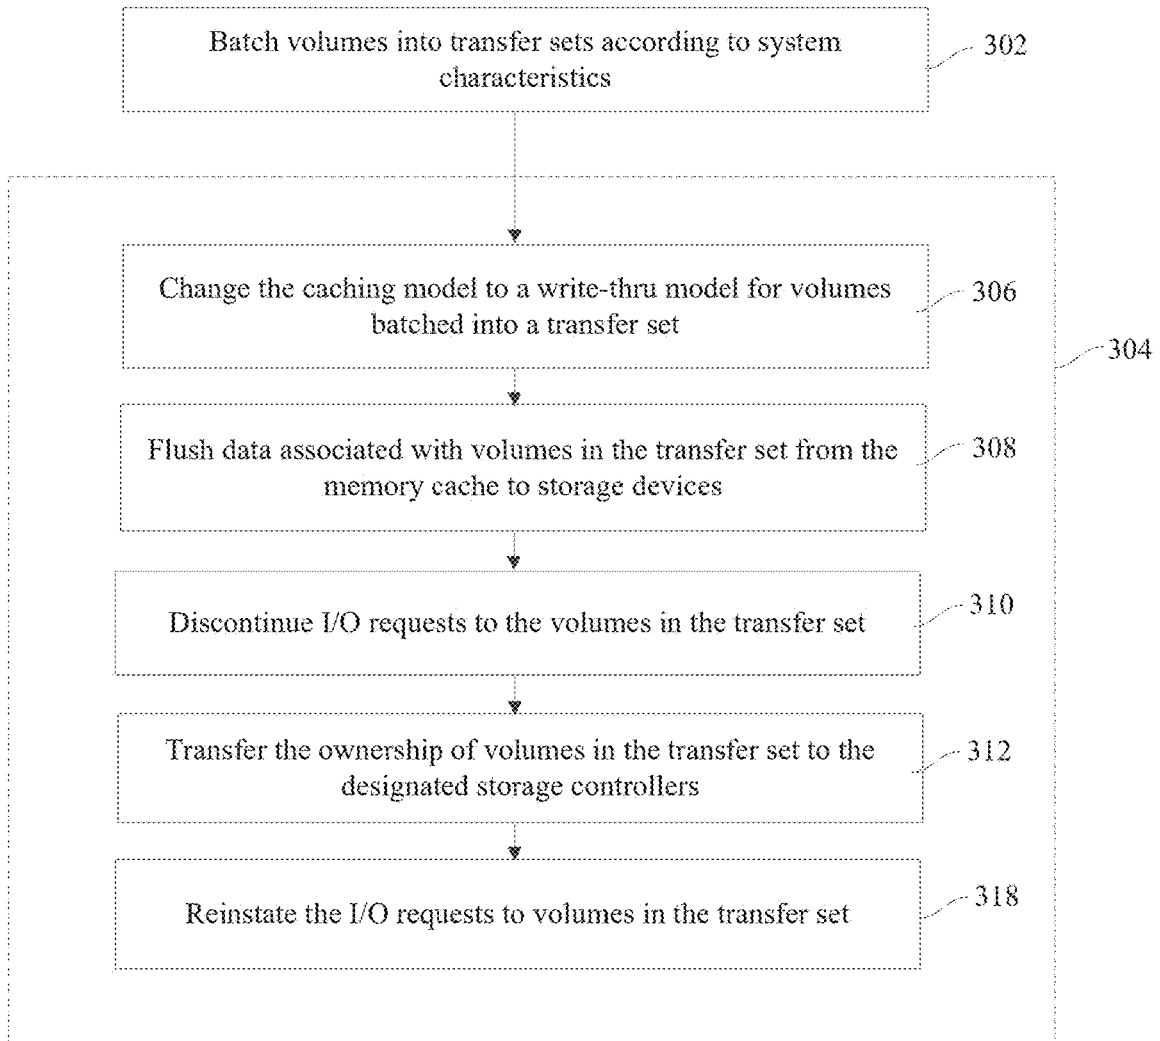 Batch volumes into transfer sets according to system
characteristics
302
Change the caching model to a write-thru model for volumes
batched into a transfer set
306
304
Flush data associated with volumes in the transfer set from the
memory cache to storage devices
308
Discontinue I/O requests to the volumes in the transfer set
310
Transfer the ownership of volumes in the transfer set to the
designated storage controllers
312
Reinstate the I/O requests to volumes in the transfer set
318